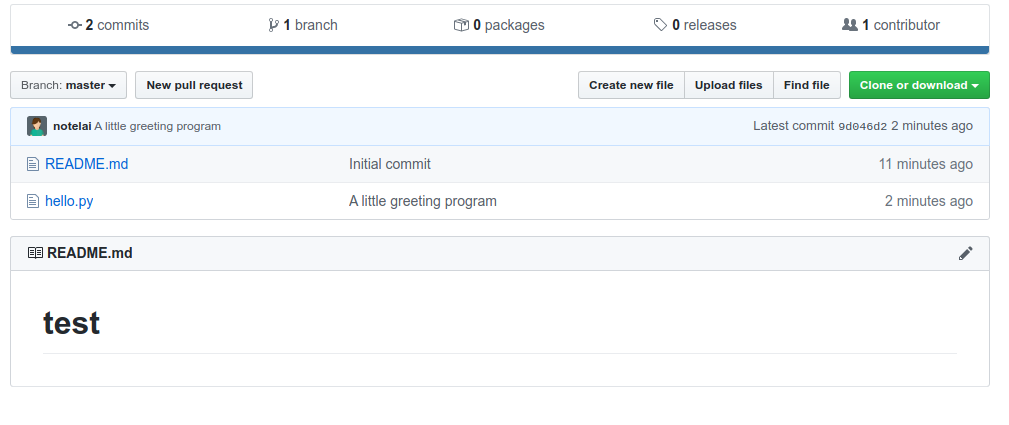 2 commits 1 branch 0 packages 0 releases 1 contributor
Branch: master New pull request Create new file Upload files Find file Clone or download
notelai A little greeting program Latest commit 9d046d2 2 minutes ago
README.md Initial commit 11 minutes ago
hello.py A little greeting program 2 minutes ago
README.md
test